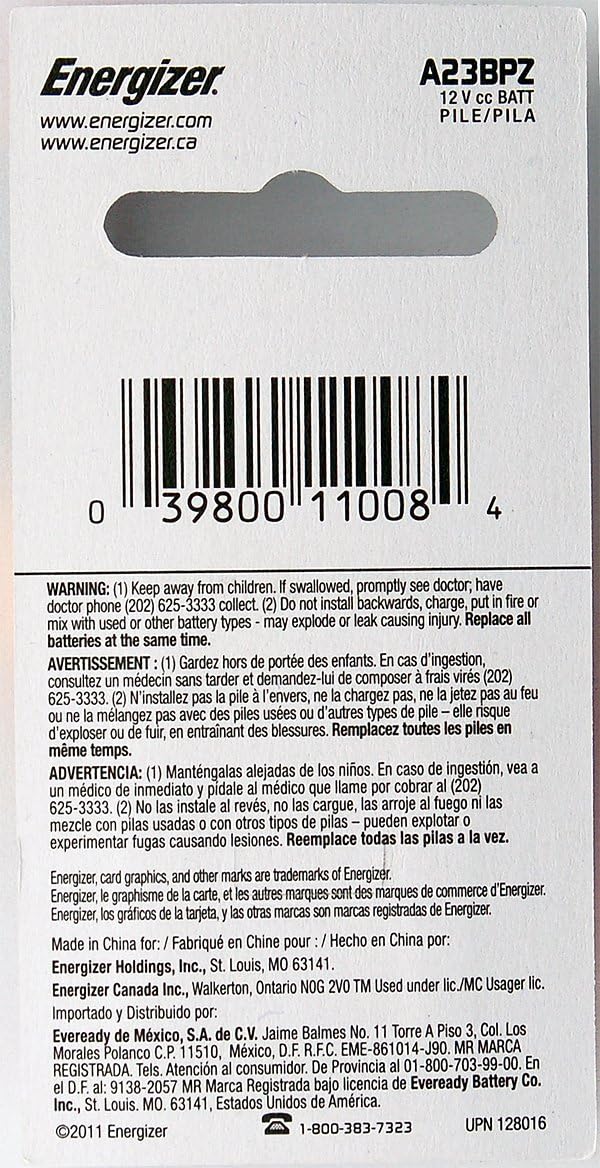 Energizer.
www.energizer.com
www.energizer.ca
A23BPZ
12 V cc BATT
PILE/PILA
0 39800 11008 4
WARNING: (1) Keep away from children. If swallowed, promptly see doctor; have
doctor phone (202) 625-3333 collect. (2) Do not install backwards, charge, put in fire or
mix with used or other battery types - may explode or leak causing injury. Replace all
batteries at the same time.
AVERTISSEMENT : (1) Gardez hors de portée des enfants. En cas d'ingestion,
consultez un médecin sans tarder et demandez-lui de composer à frais virés (202)
625-3333. (2) N'installez pas la pile à l'envers, ne la chargez pas, ne la jetez pas au feu
ou ne la mélangez pas avec des piles usées ou d'autres types de pile – elle risque
d'exploser ou de fuir, en entraînant des blessures. Remplacez toutes les piles en
même temps.
ADVERTENCIA: (1) Manténgalas alejadas de los niños. En caso de ingestión, vea a
un médico de inmediato y pídale al médico que llame por cobrar al (202)
625-3333. (2) No las instale al revés, no las cargue, las arroje al fuego ni las
mezcle con pilas usadas o con otros tipos de pilas – pueden explotar o
experimentar fugas causando lesiones. Reemplace todas las pilas a la vez.
Energizer, card graphics, and other marks are trademarks of Energizer.
Energizer, le graphisme de la carte, et les autres marques sont des marques de commerce d'Energizer.
Energizer, los gráficos de la tarjeta, y las otras marcas son marcas registradas de Energizer.
Made in China for: / Fabriqué en Chine pour : / Hecho en China por:
Energizer Holdings, Inc., St. Louis, MO 63141.
Energizer Canada Inc., Walkerton, Ontario N0G 2V0 TM Used under lic./MC Usager lic.
Importado y Distribuido por:
Eveready de México, S.A. de C.V. Jaime Balmes No. 11 Torre A Piso 3, Col. Los
Morales Polanco C.P. 11510, México, D.F. R.F.C. EME-861014-J90. MR MARCA
REGISTRADA. Tels. Atención al consumidor. De Provincia al 01-800-703-99-00. En
el D.F. al: 9138-2057 MR Marca Registrada bajo licencia de Eveready Battery Co.
Inc., St. Louis. MO. 63141, Estados Unidos de América.
©2011 Energizer
1-800-383-7323
UPN 128016